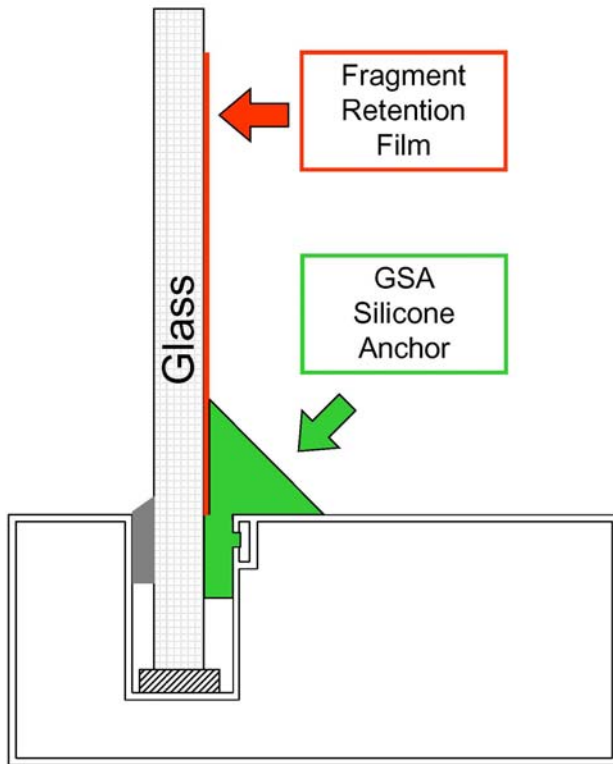 Fragment
Retention
Film
GSA
Silicone
Anchor
Glass